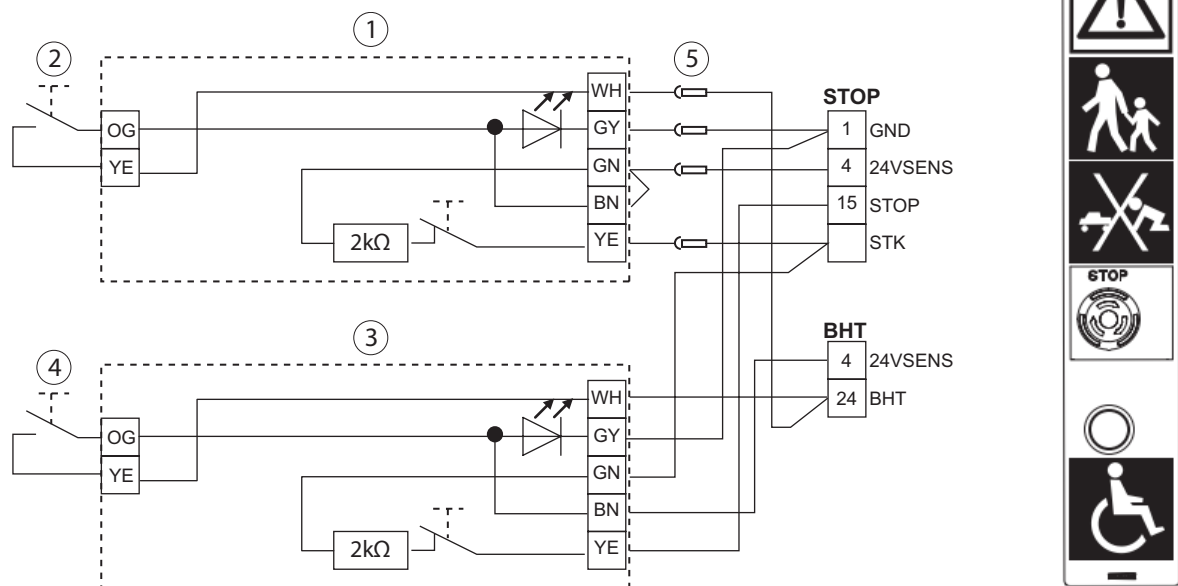 1
2
5
OG
YE
WH
GY
GN
BN
YE
2kΩ
STOP
1 GND
4 24VSENS
15 STOP
STK
3
4
OG
YE
WH
GY
GN
BN
YE
2kΩ
BHT
4 24VSENS
24 BHT
STOP